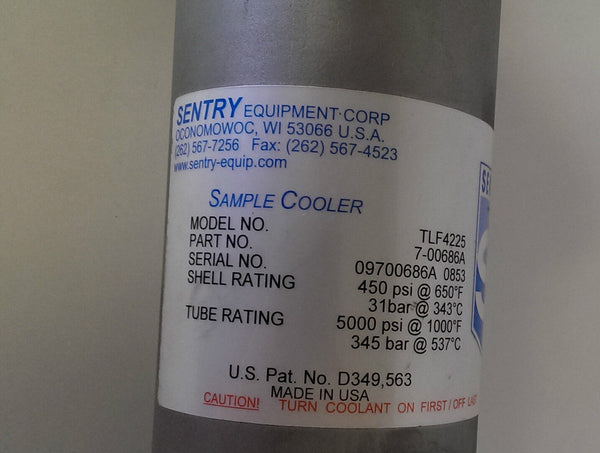 SENTRY EQUIPMENT CORP
OCONOMOWOC, WI 53066 U.S.A.
(262) 567-7256 Fax: (262) 567-4523
www.sentry-equip.com
SAMPLE COOLER
MODEL NO. TLF4225
PART NO. 7-00686A
SERIAL NO. 09700686A 0853
SHELL RATING 450 psi @ 650°F
31bar @ 343°C
TUBE RATING 5000 psi @ 1000°F
345 bar @ 537°C
U.S. Pat. No. D349,563
MADE IN USA
CAUTION! TURN COOLANT ON FIRST/OFF